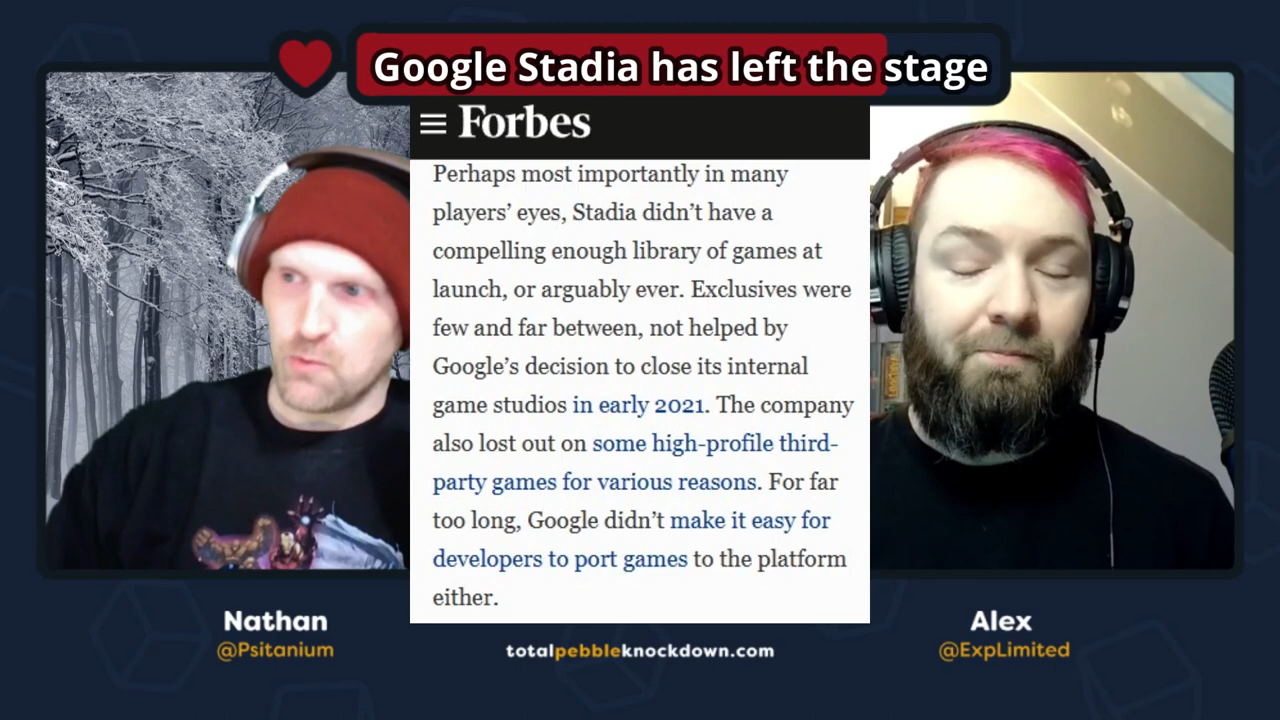 Google Stadia has left the stage
Forbes
Perhaps most importantly in many
players’ eyes, Stadia didn’t have a
compelling enough library of games at
launch, or arguably ever. Exclusives were
few and far between, not helped by
Google’s decision to close its internal
game studios in early 2021. The company
also lost out on some high-profile third-
party games for various reasons. For far
too long, Google didn’t make it easy for
developers to port games to the platform
either.
Nathan
@Psitanium
totalpebbleknockdown.com
Alex
@ExpLimited